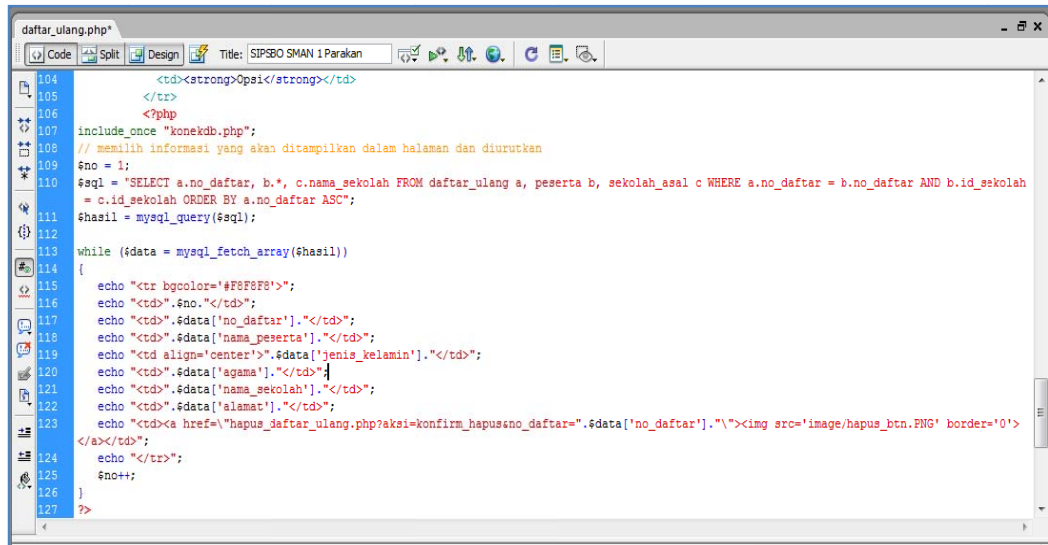 daftar_ulang.php*
Code Split Design Title: SIPSBO SMAN 1 Parakan
104 <td><strong>Opsi</strong></td>
105 </tr>
106 <?php
107 include_once "konekdb.php";
108 // memilih informasi yang akan ditampilkan dalam halaman dan diurutkan
109 $no = 1;
110 $sql = "SELECT a.no_daftar, b.*, c.nama_sekolah FROM daftar_ulang a, peserta b, sekolah_asal c WHERE a.no_daftar = b.no_daftar AND b.id_sekolah
= c.id_sekolah ORDER BY a.no_daftar ASC";
111 $hasil = mysql_query($sql);
112
113 while ($data = mysql_fetch_array($hasil))
114 {
115 echo "<tr bgcolor='#F8F8F8'>";
116 echo "<td>".$no."</td>";
117 echo "<td>".$data['no_daftar']."</td>";
118 echo "<td>".$data['nama_peserta']."</td>";
119 echo "<td align='center'>".$data['jenis_kelamin']."</td>";
120 echo "<td>".$data['agama']."</td>";
121 echo "<td>".$data['nama_sekolah']."</td>";
122 echo "<td>".$data['alamat']."</td>";
123 echo "<td><a href=\"hapus_daftar_ulang.php?aksi=konfirm_hapus&no_daftar=".$data['no_daftar']."\"><img src='image/hapus_btn.PNG' border='0'>
</a></td>";
124 echo "</tr>";
125 $no++;
126 }
127 ?>